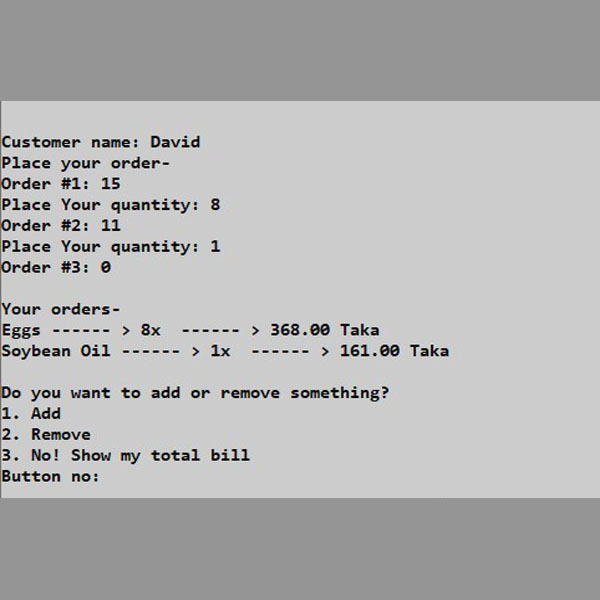 Customer name: David
Place your order-
Order #1: 15
Place Your quantity: 8
Order #2: 11
Place Your quantity: 1
Order #3: 0
Your orders-
Eggs ------ > 8x  ------ > 368.00 Taka
Soybean Oil ------ > 1x  ------ > 161.00 Taka
Do you want to add or remove something?
1. Add
2. Remove
3. No! Show my total bill
Button no: